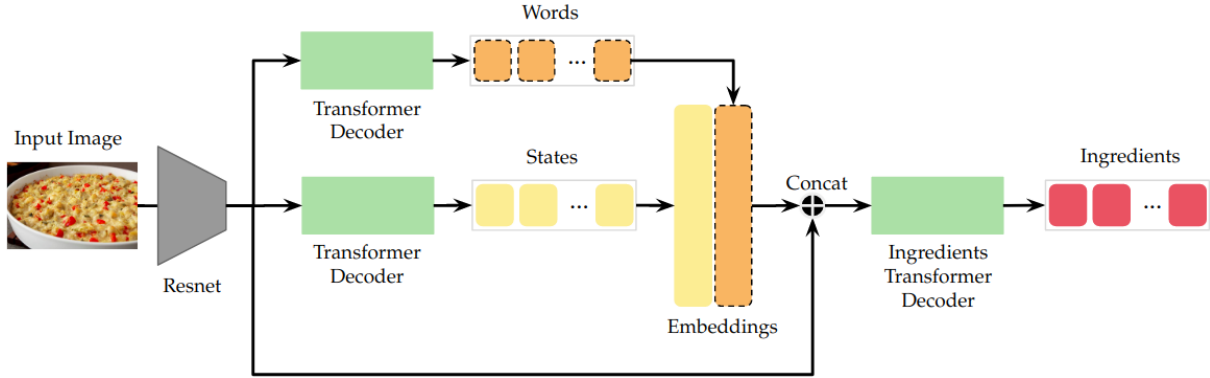 Words
...
Transformer
Decoder
Input Image
States
...
Transformer
Decoder
Resnet
Embeddings
Concat
Ingredients
Transformer
Decoder
Ingredients
...